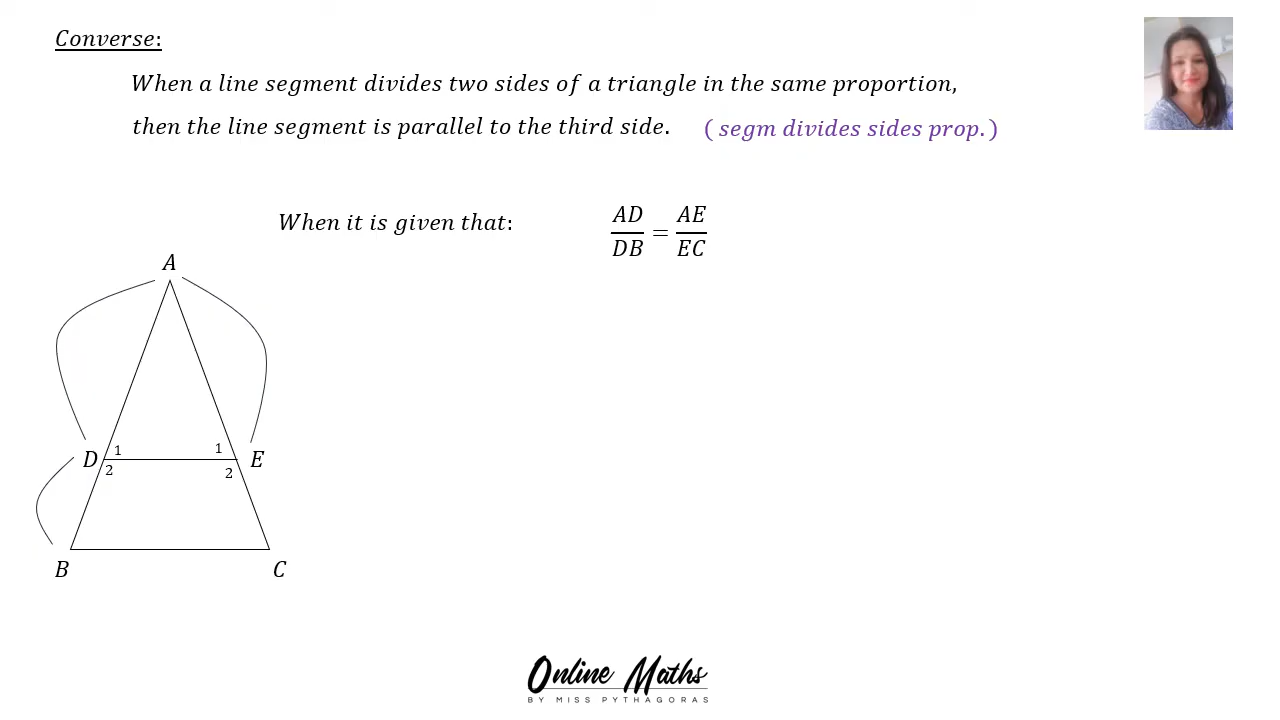 Converse:
When a line segment divides two sides of a triangle in the same proportion,
then the line segment is parallel to the third side. ( segm divides sides prop.)
When it is given that: AD/DB = AE/EC
A
D 1 1 E
2 2
B C
Online Maths
BY MISS PYTHAGORAS